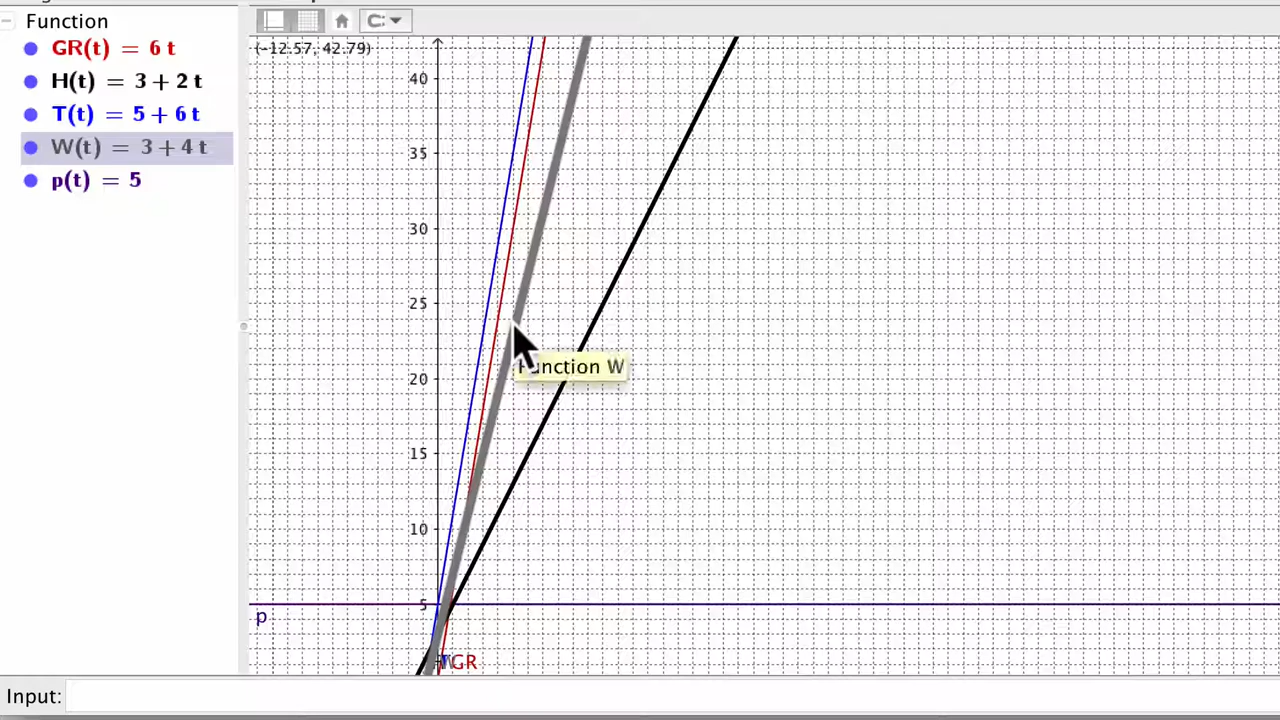 Function
GR(t) = 6 t
H(t) = 3 + 2 t
T(t) = 5 + 6 t
W(t) = 3 + 4 t
p(t) = 5
(-12.57, 42.79)
40
35
30
25
20
Function W
15
10
5
p
GR
Input: